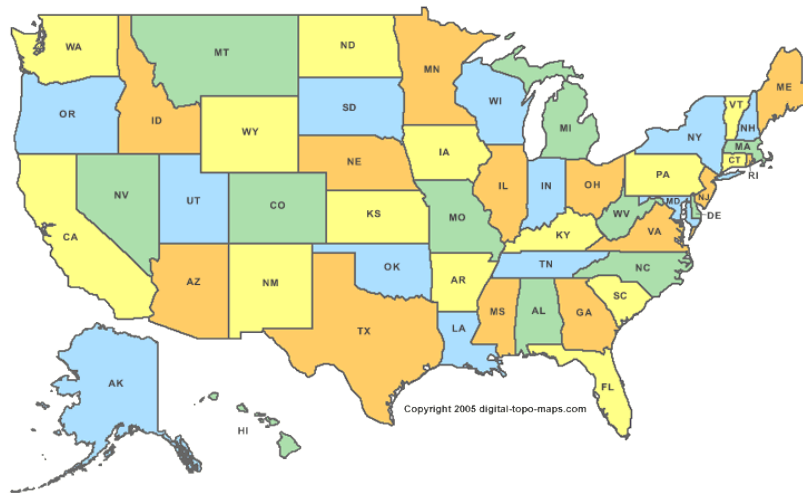 WA
MT
ND
MN
ME
OR
ID
SD
WI
VT
NH
WY
MI
NY
MA
IA
CT
RI
NE
PA
NV
UT
IL
IN
OH
NJ
CO
MD
KS
MO
WV
DE
CA
KY
VA
OK
TN
NC
AZ
NM
AR
SC
MS
AL
GA
TX
LA
AK
FL
Copyright 2005 digital-topo-maps.com
HI